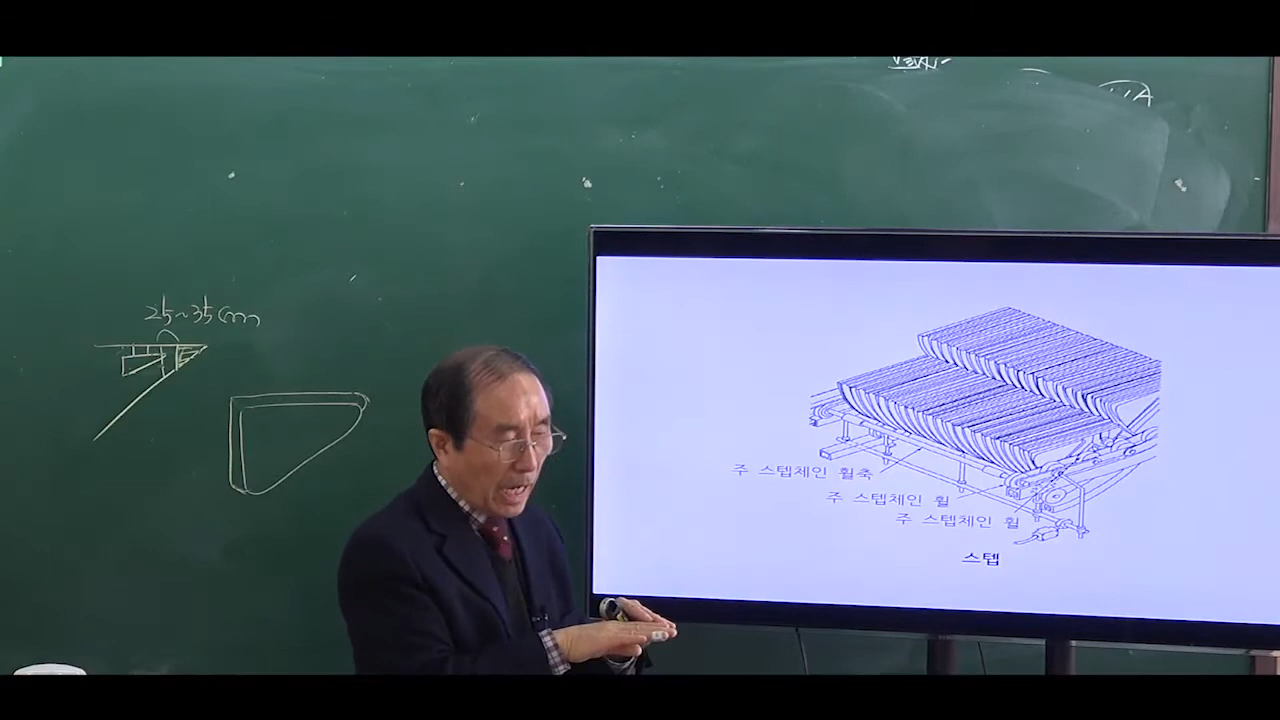 25~35cm
주 스텝체인 휠축
주 스텝체인 휠
주 스텝체인 휠
스텝